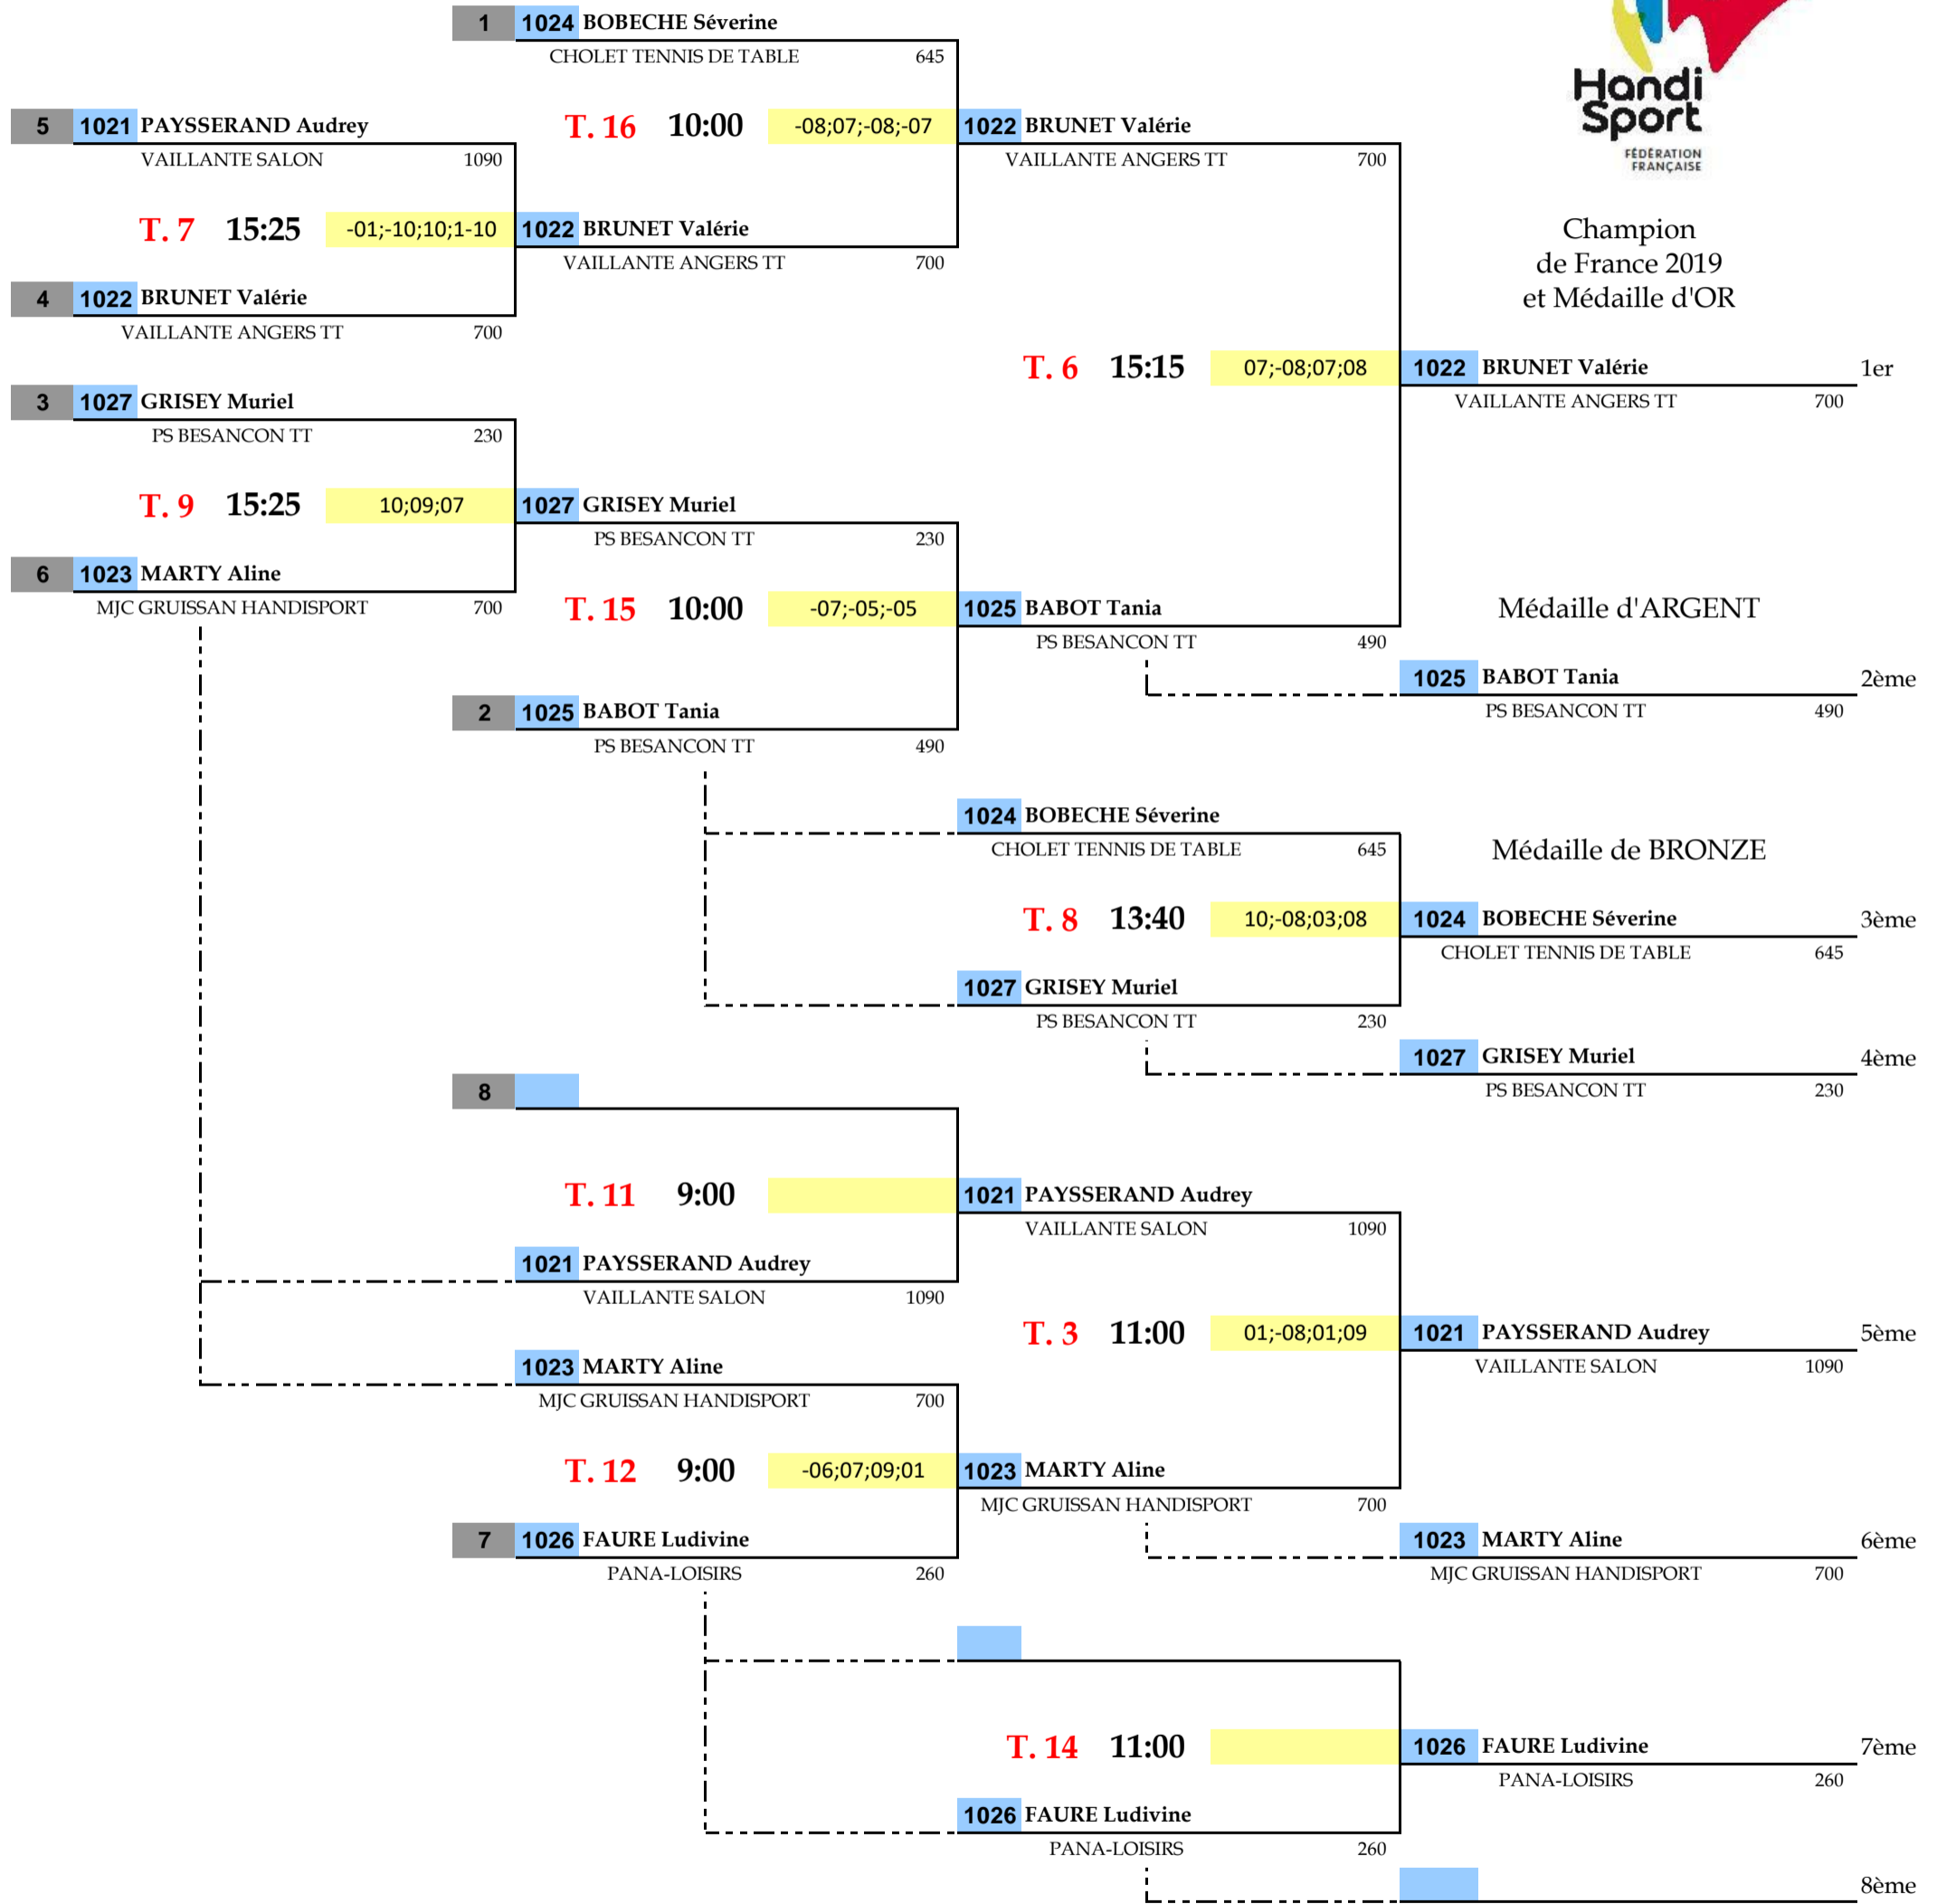 1 1024 BOBECHE Séverine
CHOLET TENNIS DE TABLE 645
Handi
Sport
FÉDÉRATION
FRANÇAISE
5 1021 PAYSSERAND Audrey T. 16 10:00 -08;07;-08;-07 1022 BRUNET Valérie
VAILLANTE SALON 1090 VAILLANTE ANGERS TT 700
T. 7 15:25 -01;-10;10;1-10 1022 BRUNET Valérie
VAILLANTE ANGERS TT 700
Champion
de France 2019
et Médaille d'OR
4 1022 BRUNET Valérie
VAILLANTE ANGERS TT 700
T. 6 15:15 07;-08;07;08 1022 BRUNET Valérie 1er
VAILLANTE ANGERS TT 700
3 1027 GRISEY Muriel
PS BESANCON TT 230
T. 9 15:25 10;09;07 1027 GRISEY Muriel
PS BESANCON TT 230
6 1023 MARTY Aline
MJC GRUISSAN HANDISPORT 700
T. 15 10:00 -07;-05;-05 1025 BABOT Tania Médaille d'ARGENT
PS BESANCON TT 490
1025 BABOT Tania 2ème
PS BESANCON TT 490
2 1025 BABOT Tania
PS BESANCON TT 490
1024 BOBECHE Séverine
CHOLET TENNIS DE TABLE 645 Médaille de BRONZE
T. 8 13:40 10;-08;03;08 1024 BOBECHE Séverine 3ème
CHOLET TENNIS DE TABLE 645
1027 GRISEY Muriel
PS BESANCON TT 230
1027 GRISEY Muriel 4ème
PS BESANCON TT 230
8
T. 11 9:00 1021 PAYSSERAND Audrey
VAILLANTE SALON 1090
1021 PAYSSERAND Audrey
VAILLANTE SALON 1090
T. 3 11:00 01;-08;01;09 1021 PAYSSERAND Audrey 5ème
VAILLANTE SALON 1090
1023 MARTY Aline
MJC GRUISSAN HANDISPORT 700
T. 12 9:00 -06;07;09;01 1023 MARTY Aline
MJC GRUISSAN HANDISPORT 700
7 1026 FAURE Ludivine 1023 MARTY Aline 6ème
PANA-LOISIRS 260 MJC GRUISSAN HANDISPORT 700
T. 14 11:00 1026 FAURE Ludivine 7ème
PANA-LOISIRS 260
1026 FAURE Ludivine
PANA-LOISIRS 260
8ème